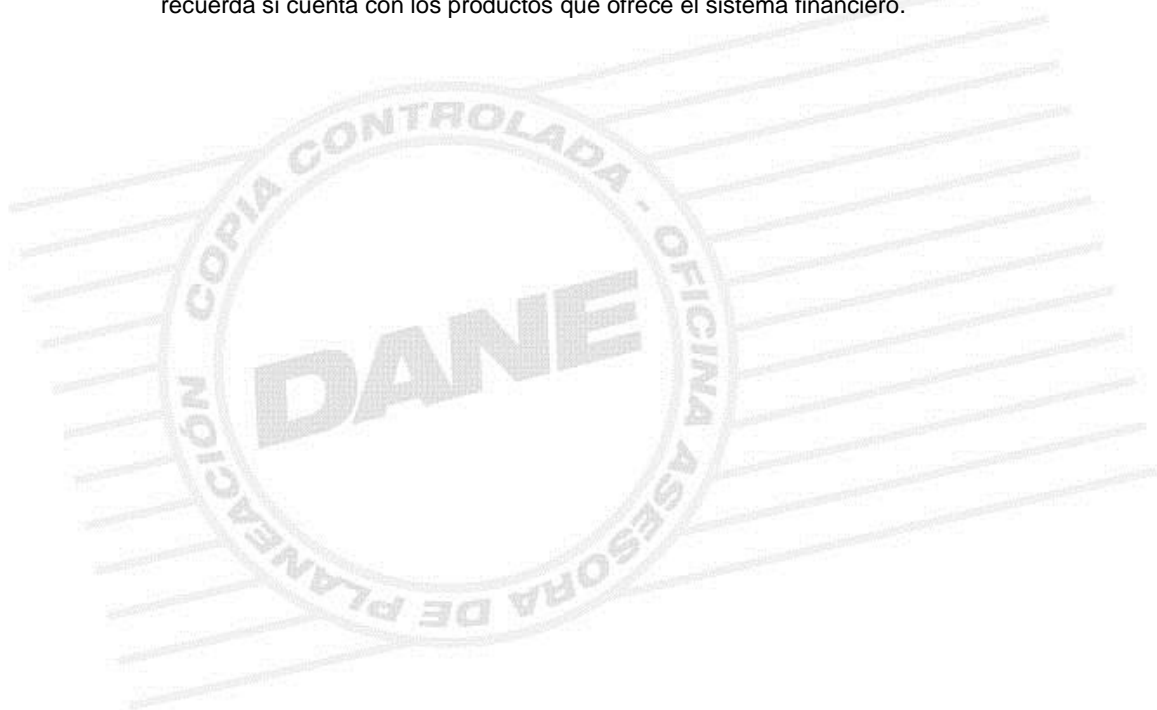 recuerda si cuenta con los productos que ofrece el sistema financiero.
COPIA CONTROLADA - OFICINA ASESORA DE PLANEACIÓN
DANE